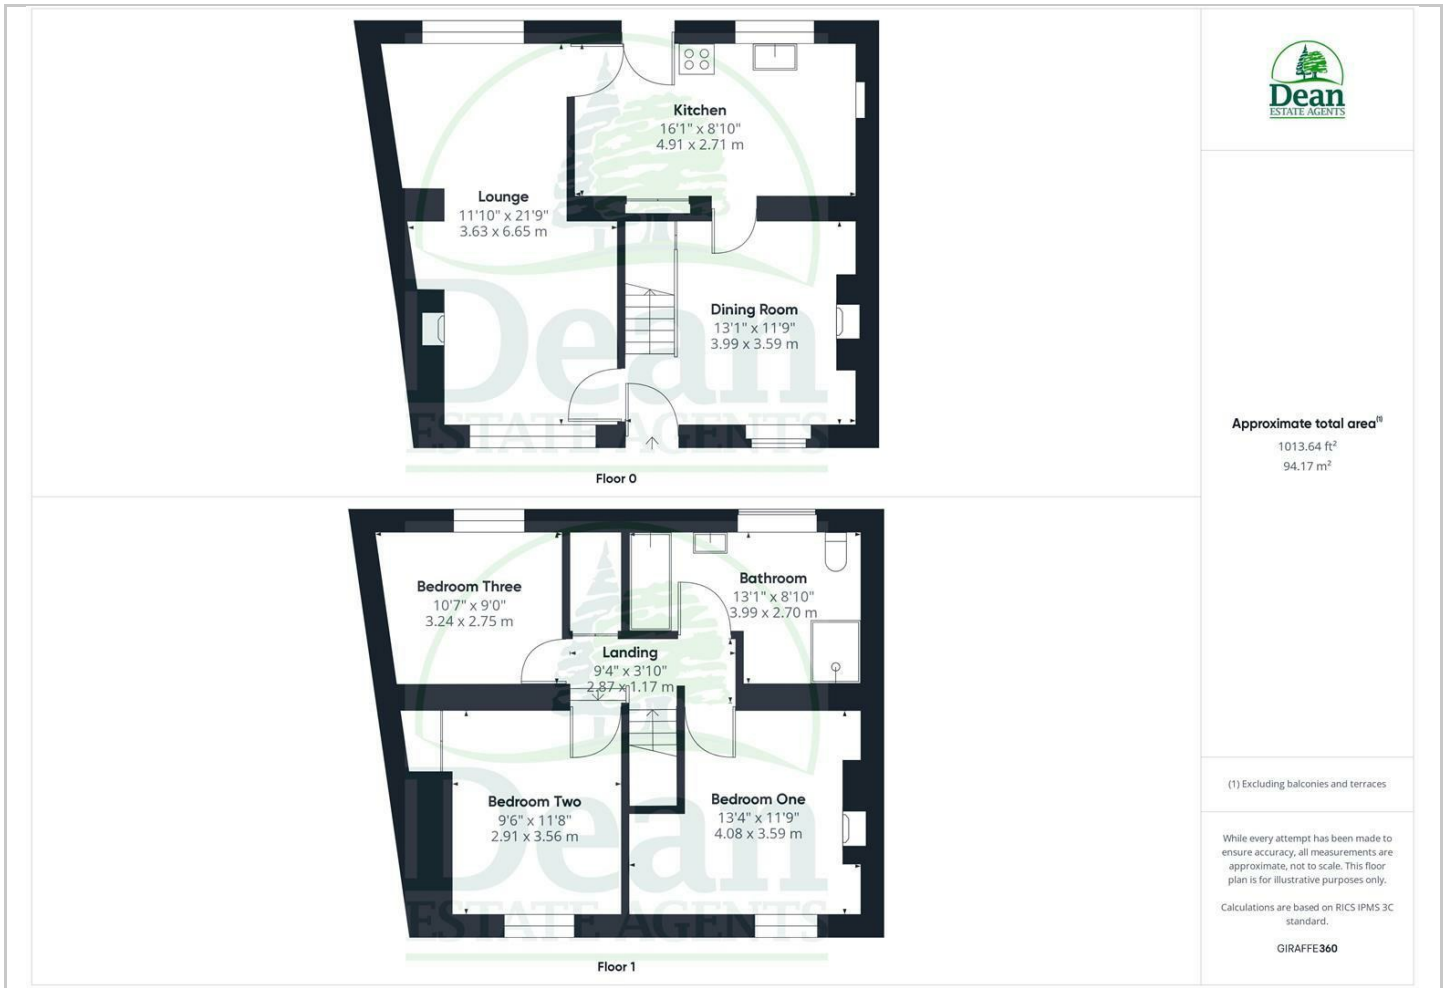 Kitchen
16'1" x 8'10"
4.91 x 2.71 m
Lounge
11'10" x 21'9"
3.63 x 6.65 m
Dining Room
13'1" x 11'9"
3.99 x 3.59 m
Dean
ESTATE AGENTS
Floor 0
Bedroom Three
10'7" x 9'0"
3.24 x 2.75 m
Bathroom
13'1" x 8'10"
3.99 x 2.70 m
Landing
9'4" x 3'10"
2.87 x 1.17 m
Bedroom Two
9'6" x 11'8"
2.91 x 3.56 m
Bedroom One
13'4" x 11'9"
4.08 x 3.59 m
Dean
ESTATE AGENTS
Floor 1
Dean
ESTATE AGENTS
Approximate total area(1)
1013.64 ft²
94.17 m²
(1) Excluding balconies and terraces
While every attempt has been made to
ensure accuracy, all measurements are
approximate, not to scale. This floor
plan is for illustrative purposes only.
Calculations are based on RICS IPMS 3C
standard.
GIRAFFE360